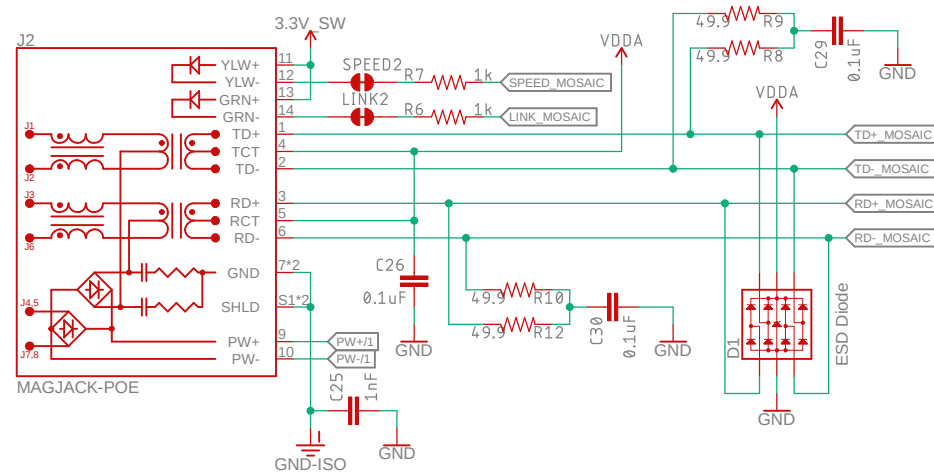 J2
3.3V_SW
11
YLW+
12
YLW-
13
GRN+
14
GRN-
1
TD+
4
TCT
2
TD-
3
RD+
5
RCT
6
RD-
7*2
GND
S1*2
SHLD
9
PW+
10
PW-
J1
J2
J3
J6
J4,5
J7,8
MAGJACK-POE
SPEED2
R7
1k
SPEED_MOSAIC
LINK2
R6
1k
LINK_MOSAIC
VDDA
49.9
R9
49.9
R8
C29
0.1uF
GND
VDDA
TD+_MOSAIC
TD-_MOSAIC
RD+_MOSAIC
RD-_MOSAIC
C26
0.1uF
GND
49.9
R10
49.9
R12
C30
0.1uF
GND
D1
ESD Diode
GND
PW+/1
PW-/1
C25
1nF
GND-ISO
GND